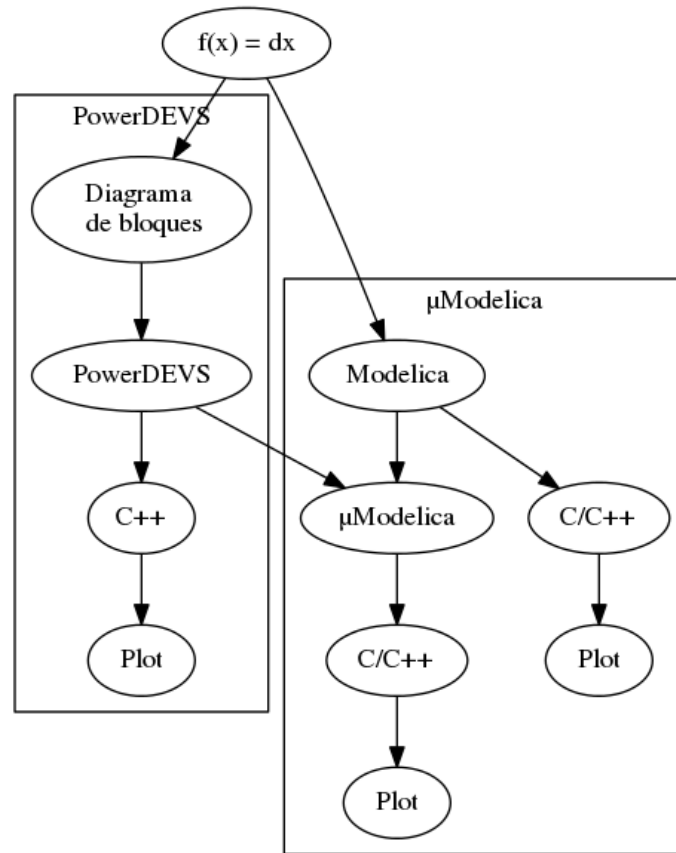 f(x) = dx
PowerDEVS
Diagrama
de bloques
µModelica
PowerDEVS
Modelica
C++
µModelica
C/C++
Plot
C/C++
Plot
Plot